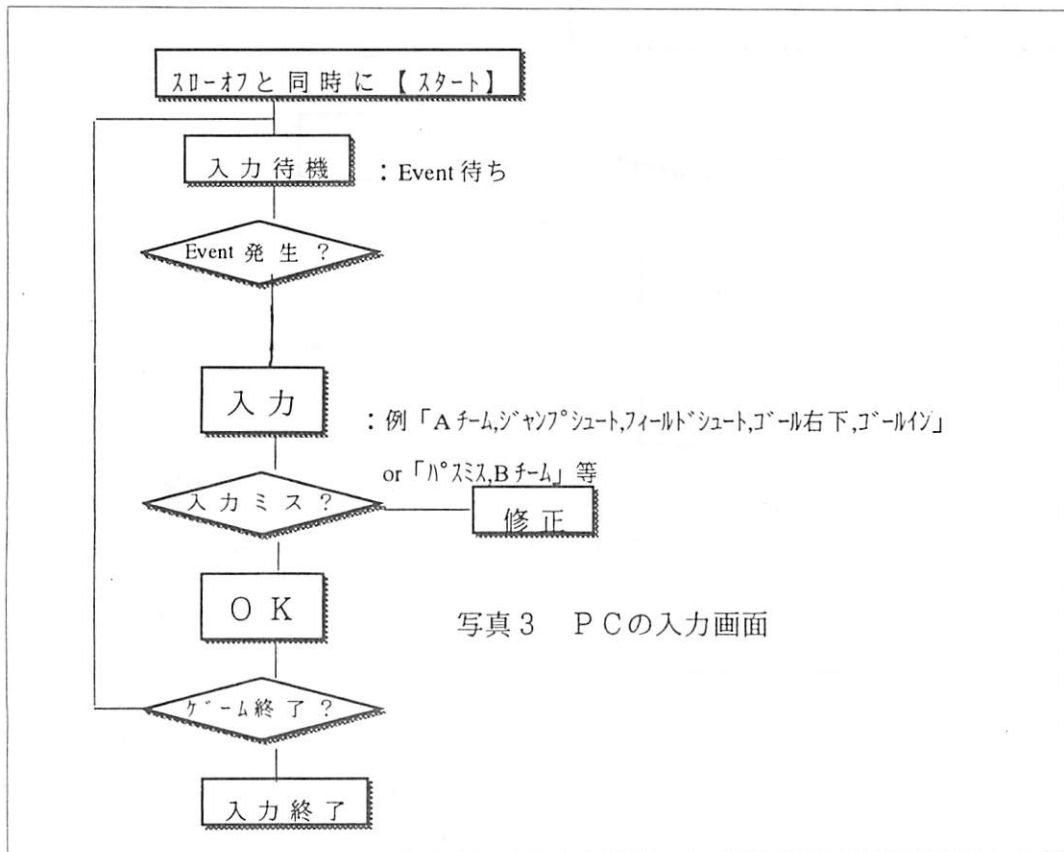 スローオフと同時に【スタート】
入力待機 ：Event 待ち
Event 発生？
入力
：例「A チーム,ジャンプシュート,フィールドシュート,ゴール右下,ゴールイン」
or「パスミス,B チーム」等
入力ミス？
修正
ＯＫ
写真３ ＰＣの入力画面
ゲーム終了？
入力終了